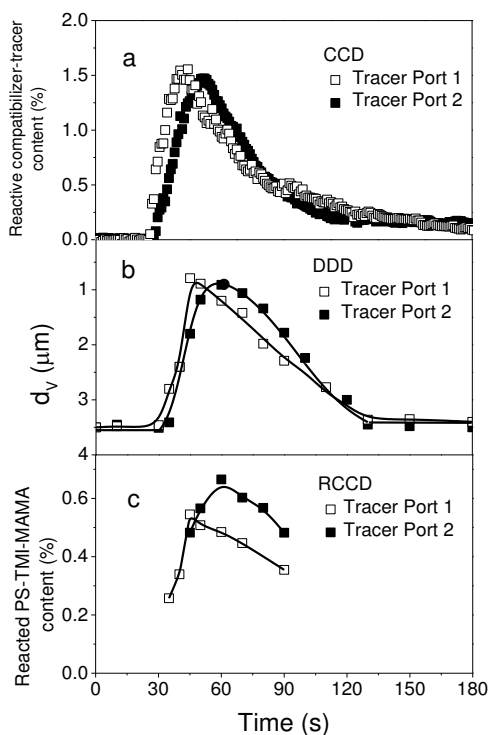 a
CCD
Tracer Port 1
Tracer Port 2
Reactive compatibilizer-tracer
content (%)
2.0
1.5
1.0
0.5
0.0
b
DDD
Tracer Port 1
Tracer Port 2
dV (μm)
1
2
3
4
c
RCCD
Tracer Port 1
Tracer Port 2
Reacted PS-TMI-MAMA
content (%)
0.6
0.4
0.2
0.0
0 30 60 90 120 150 180
Time (s)